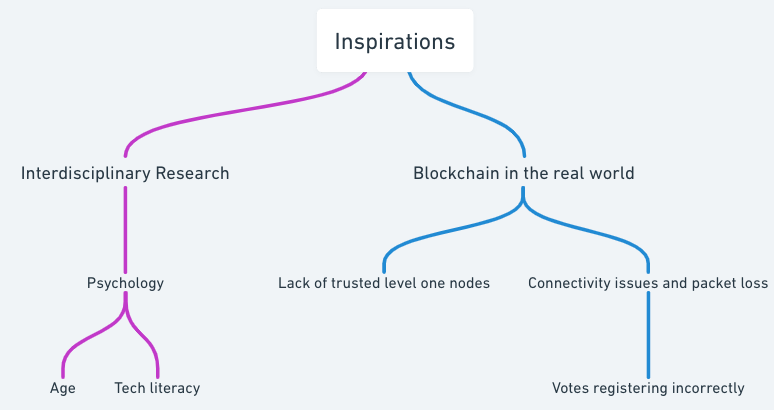 Inspirations
Interdisciplinary Research
Blockchain in the real world
Psychology
Lack of trusted level one nodes
Connectivity issues and packet loss
Age
Tech literacy
Votes registering incorrectly